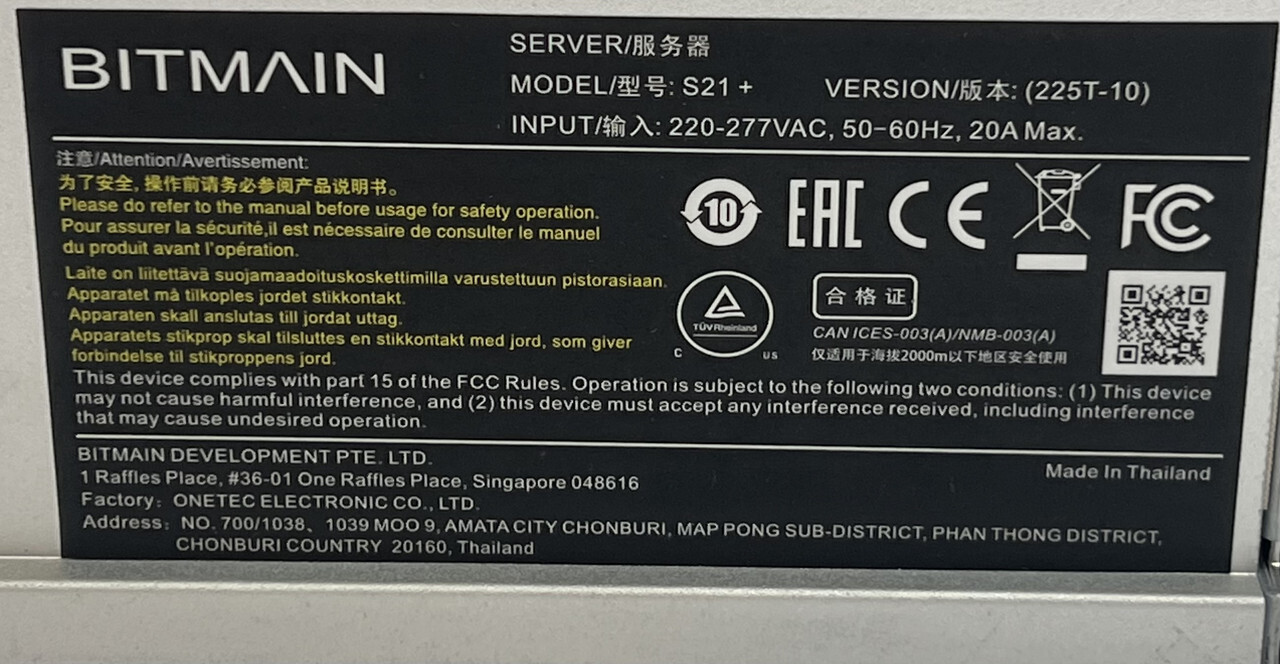 BITMAIN
SERVER/服务器
MODEL/型号: S21 +
VERSION/版本: (225T-10)
INPUT/输入: 220-277VAC, 50-60Hz, 20A Max.
注意/Attention/Avertissement:
为了安全, 操作前请务必参阅产品说明书。
Please do refer to the manual before usage for safety operation.
Pour assurer la sécurité,il est nécessaire de consulter le manuel
du produit avant l'opération.
Laite on liitettävä suojamaadoituskoskettimilla varustettuun pistorasiaan.
Apparatet må tilkoples jordet stikkontakt.
Apparaten skall anslutas till jordat uttag.
Apparatets stikprop skal tilsluttes en stikkontakt med jord, som giver
forbindelse til stikproppens jord.
10
EAC
CE
FC
TÜVRheinland
C US
合格证
CAN ICES-003(A)/NMB-003(A)
仅适用于海拔2000m以下地区安全使用
This device complies with part 15 of the FCC Rules. Operation is subject to the following two conditions: (1) This device
may not cause harmful interference, and (2) this device must accept any interference received, including interference
that may cause undesired operation.
BITMAIN DEVELOPMENT PTE. LTD.
1 Raffles Place, #36-01 One Raffles Place, Singapore 048616
Made In Thailand
Factory: ONETEC ELECTRONIC CO., LTD.
Address: NO. 700/1038、1039 MOO 9, AMATA CITY CHONBURI, MAP PONG SUB-DISTRICT, PHAN THONG DISTRICT,
CHONBURI COUNTRY 20160, Thailand